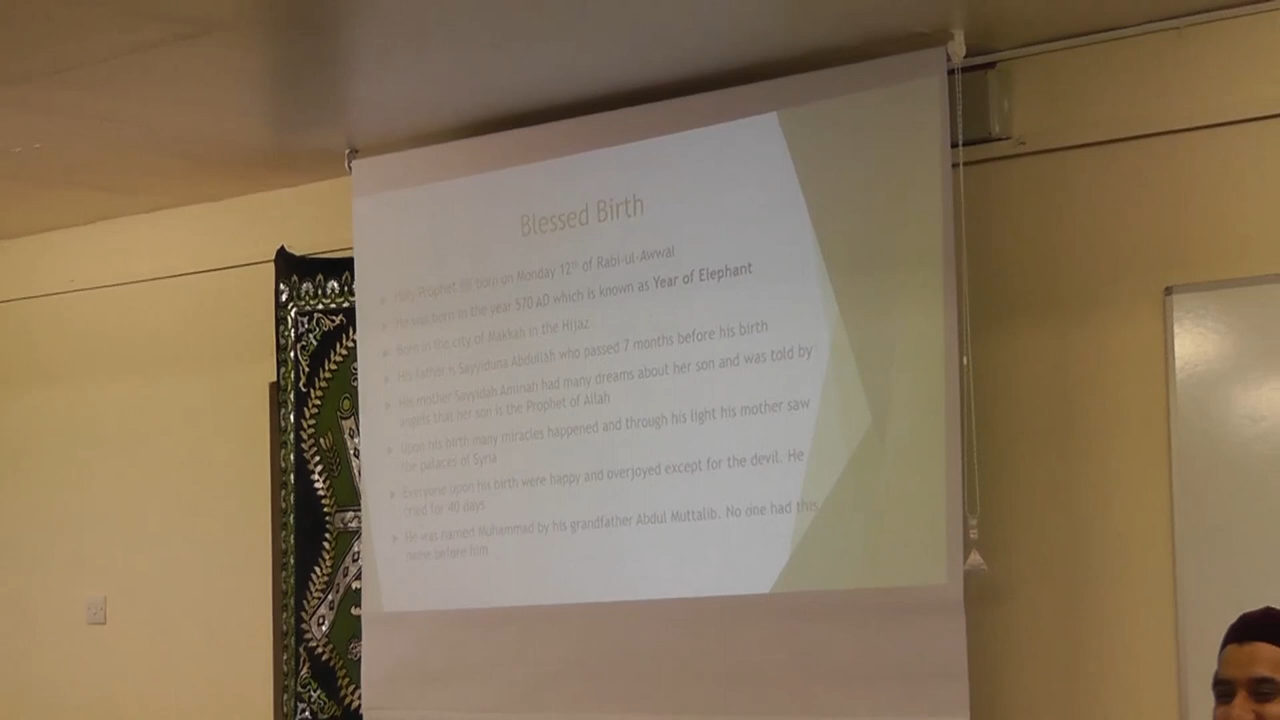 Blessed Birth
Holy Prophet ﷺ born on Monday 12th of Rabi-ul-Awwal
He was born in the year 570 AD which is known as Year of Elephant
Born in the city of Makkah in the Hijaz
His father is Sayyiduna Abdullah who passed 7 months before his birth
His mother Sayyidah Aminah had many dreams about her son and was told by
angels that her son is the Prophet of Allah
Upon his birth many miracles happened and through his light his mother saw
the palaces of Syria
Everyone upon his birth were happy and overjoyed except for the devil. He
cried for 40 days
He was named Muhammad by his grandfather Abdul Muttalib. No one had this
name before him